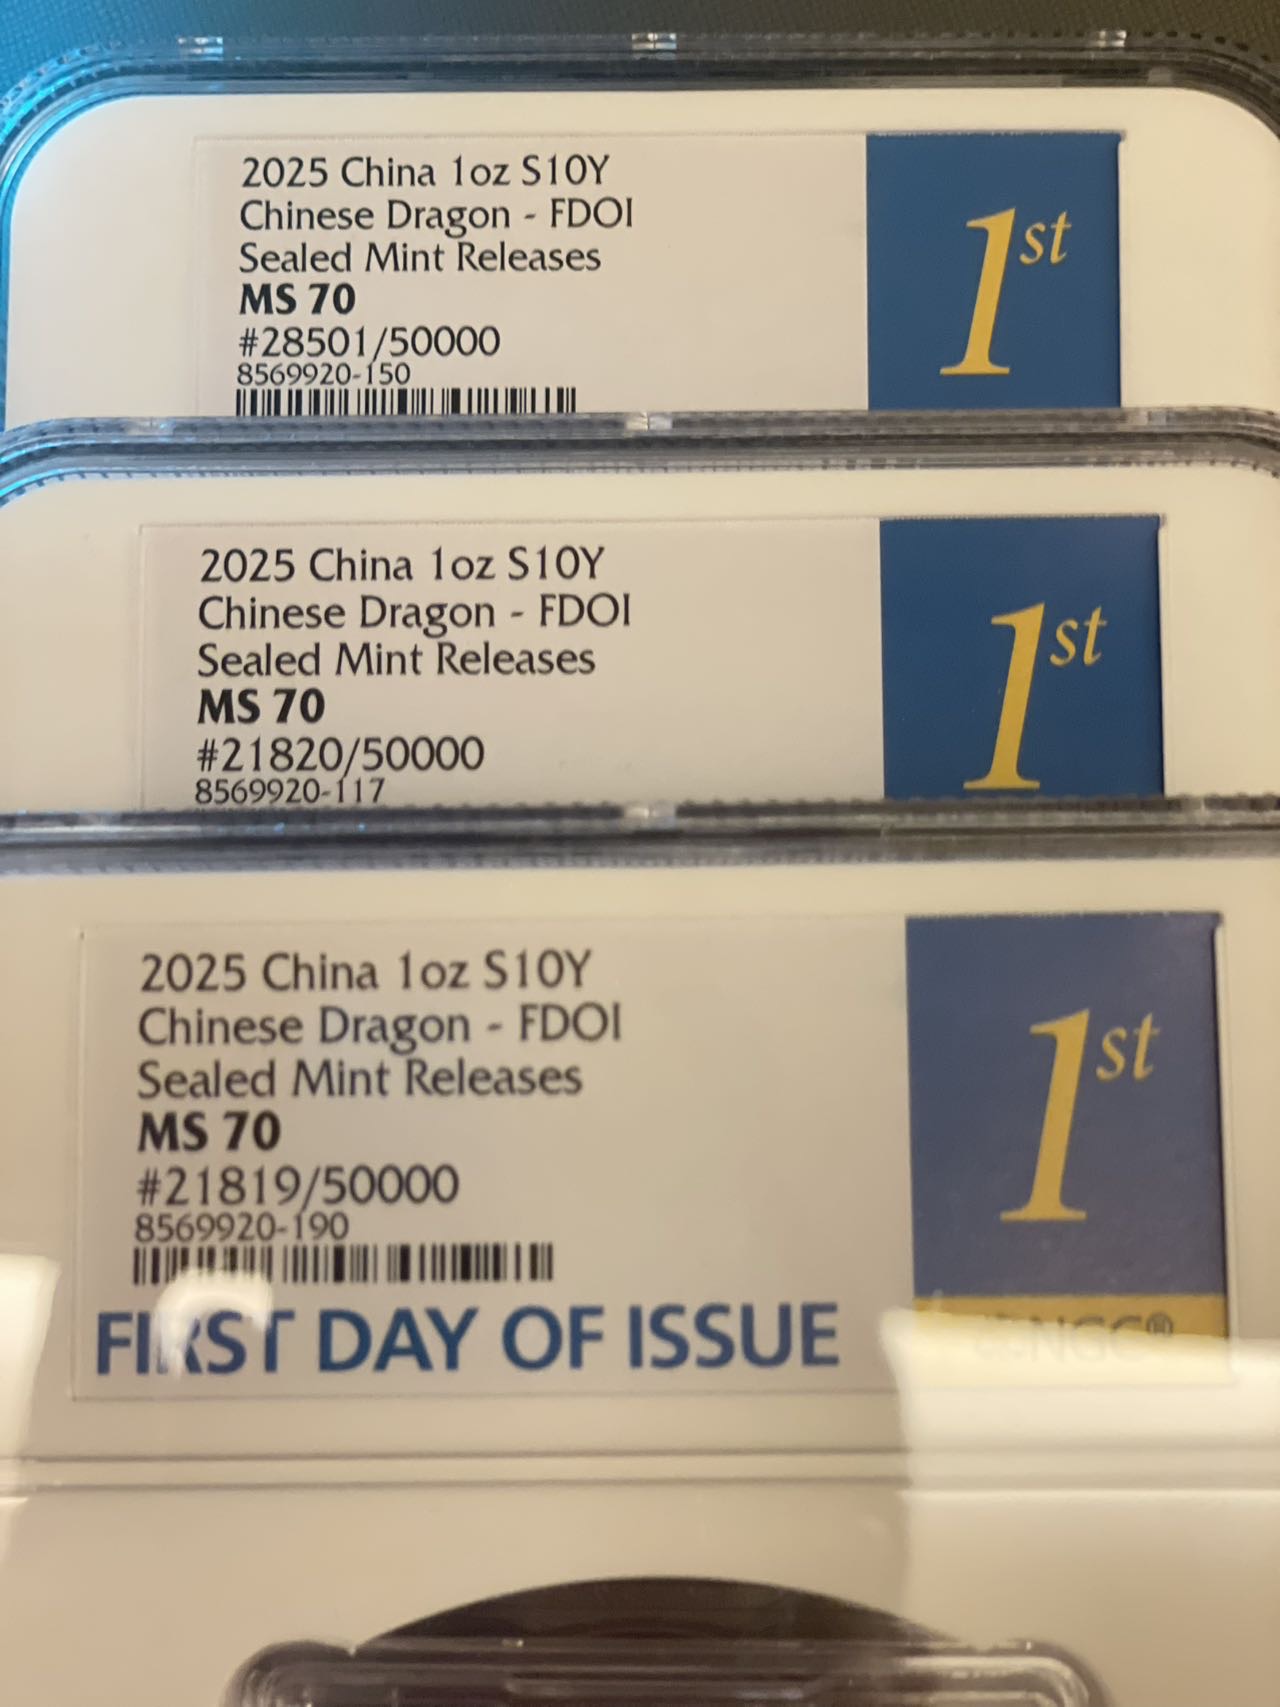 2025 China 1oz S10Y
Chinese Dragon - FDOI
Sealed Mint Releases
MS 70
#28501/50000
8569920-150
1st
2025 China 1oz S10Y
Chinese Dragon - FDOI
Sealed Mint Releases
MS 70
#21820/50000
8569920-117
1st
2025 China 1oz S10Y
Chinese Dragon - FDOI
Sealed Mint Releases
MS 70
#21819/50000
8569920-190
FIRST DAY OF ISSUE
1st
NGC®